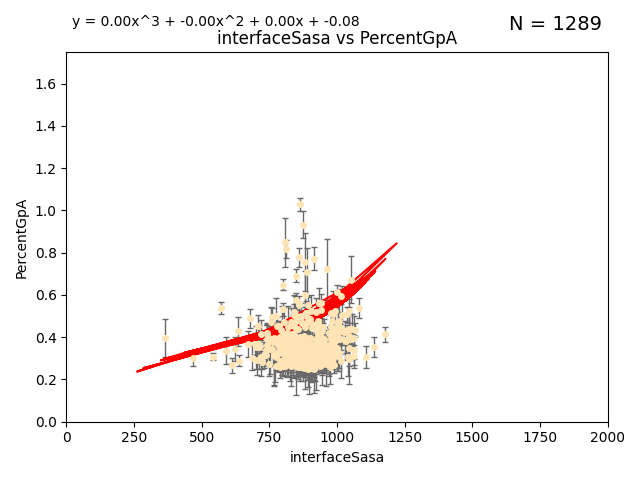 y = 0.00x^3 + -0.00x^2 + 0.00x + -0.08
N = 1289
interfaceSasa vs PercentGpA
1.6
1.4
1.2
1.0
0.8
0.6
0.4
0.2
0.0
PercentGpA
0 250 500 750 1000 1250 1500 1750 2000
interfaceSasa